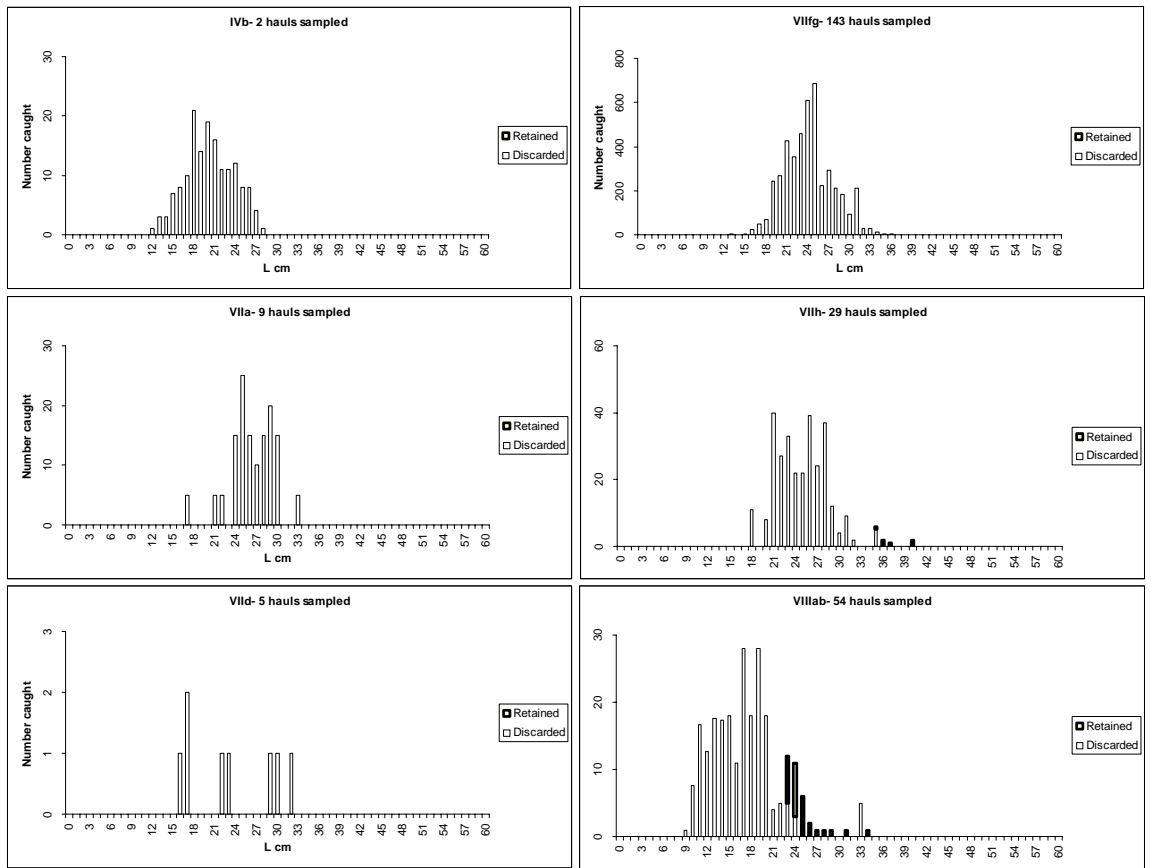 IVb- 2 hauls sampled
Number caught
30
20
10
0
0 3 6 9 12 15 18 21 24 27 30 33 36 39 42 45 48 51 54 57 60
L cm
Retained
Discarded
VIIfg- 143 hauls sampled
Number caught
800
600
400
200
0
0 3 6 9 12 15 18 21 24 27 30 33 36 39 42 45 48 51 54 57 60
L cm
Retained
Discarded
VIIa- 9 hauls sampled
Number caught
30
20
10
0
0 3 6 9 12 15 18 21 24 27 30 33 36 39 42 45 48 51 54 57 60
L cm
Retained
Discarded
VIIh- 29 hauls sampled
60
40
20
0
0 3 6 9 12 15 18 21 24 27 30 33 36 39 42 45 48 51 54 57 60
Retained
Discarded
VIId- 5 hauls sampled
Number caught
3
2
1
0
0 3 6 9 12 15 18 21 24 27 30 33 36 39 42 45 48 51 54 57 60
L cm
Retained
Discarded
VIIIab- 54 hauls sampled
30
20
10
0
0 3 6 9 12 15 18 21 24 27 30 33 36 39 42 45 48 51 54 57 60
Retained
Discarded